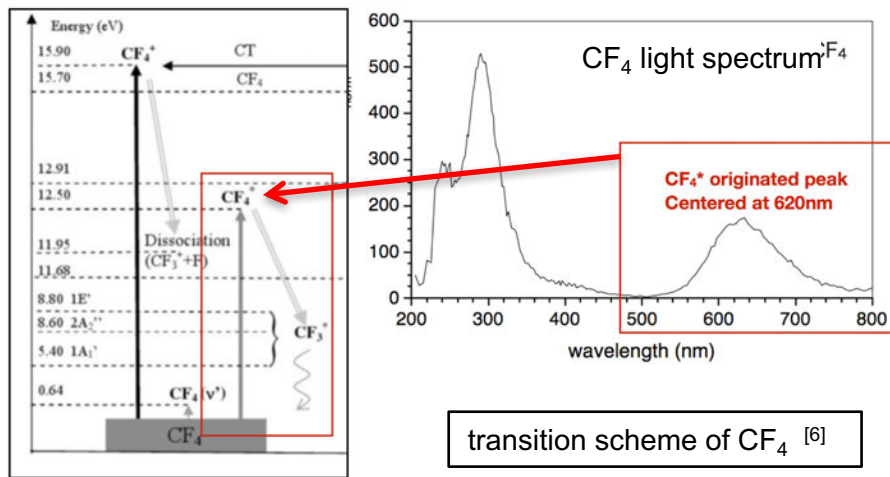 Energy (eV)
15.90
CF₄⁺
CT
15.70
CF₄
12.91
12.50
CF₄*
Dissociation
11.95
(CF₃⁺+F)
11.68
8.80 1E'
8.60 2A₂''
CF₃*
5.40 1A₁'
0.64
CF₄(ν*)
CF₄
600
500
400
300
200
100
0
CF₄ light spectrum
CF₄
CF₄* originated peak
Centered at 620nm
200 300 400 500 600 700 800
wavelength (nm)
transition scheme of CF₄ [6]